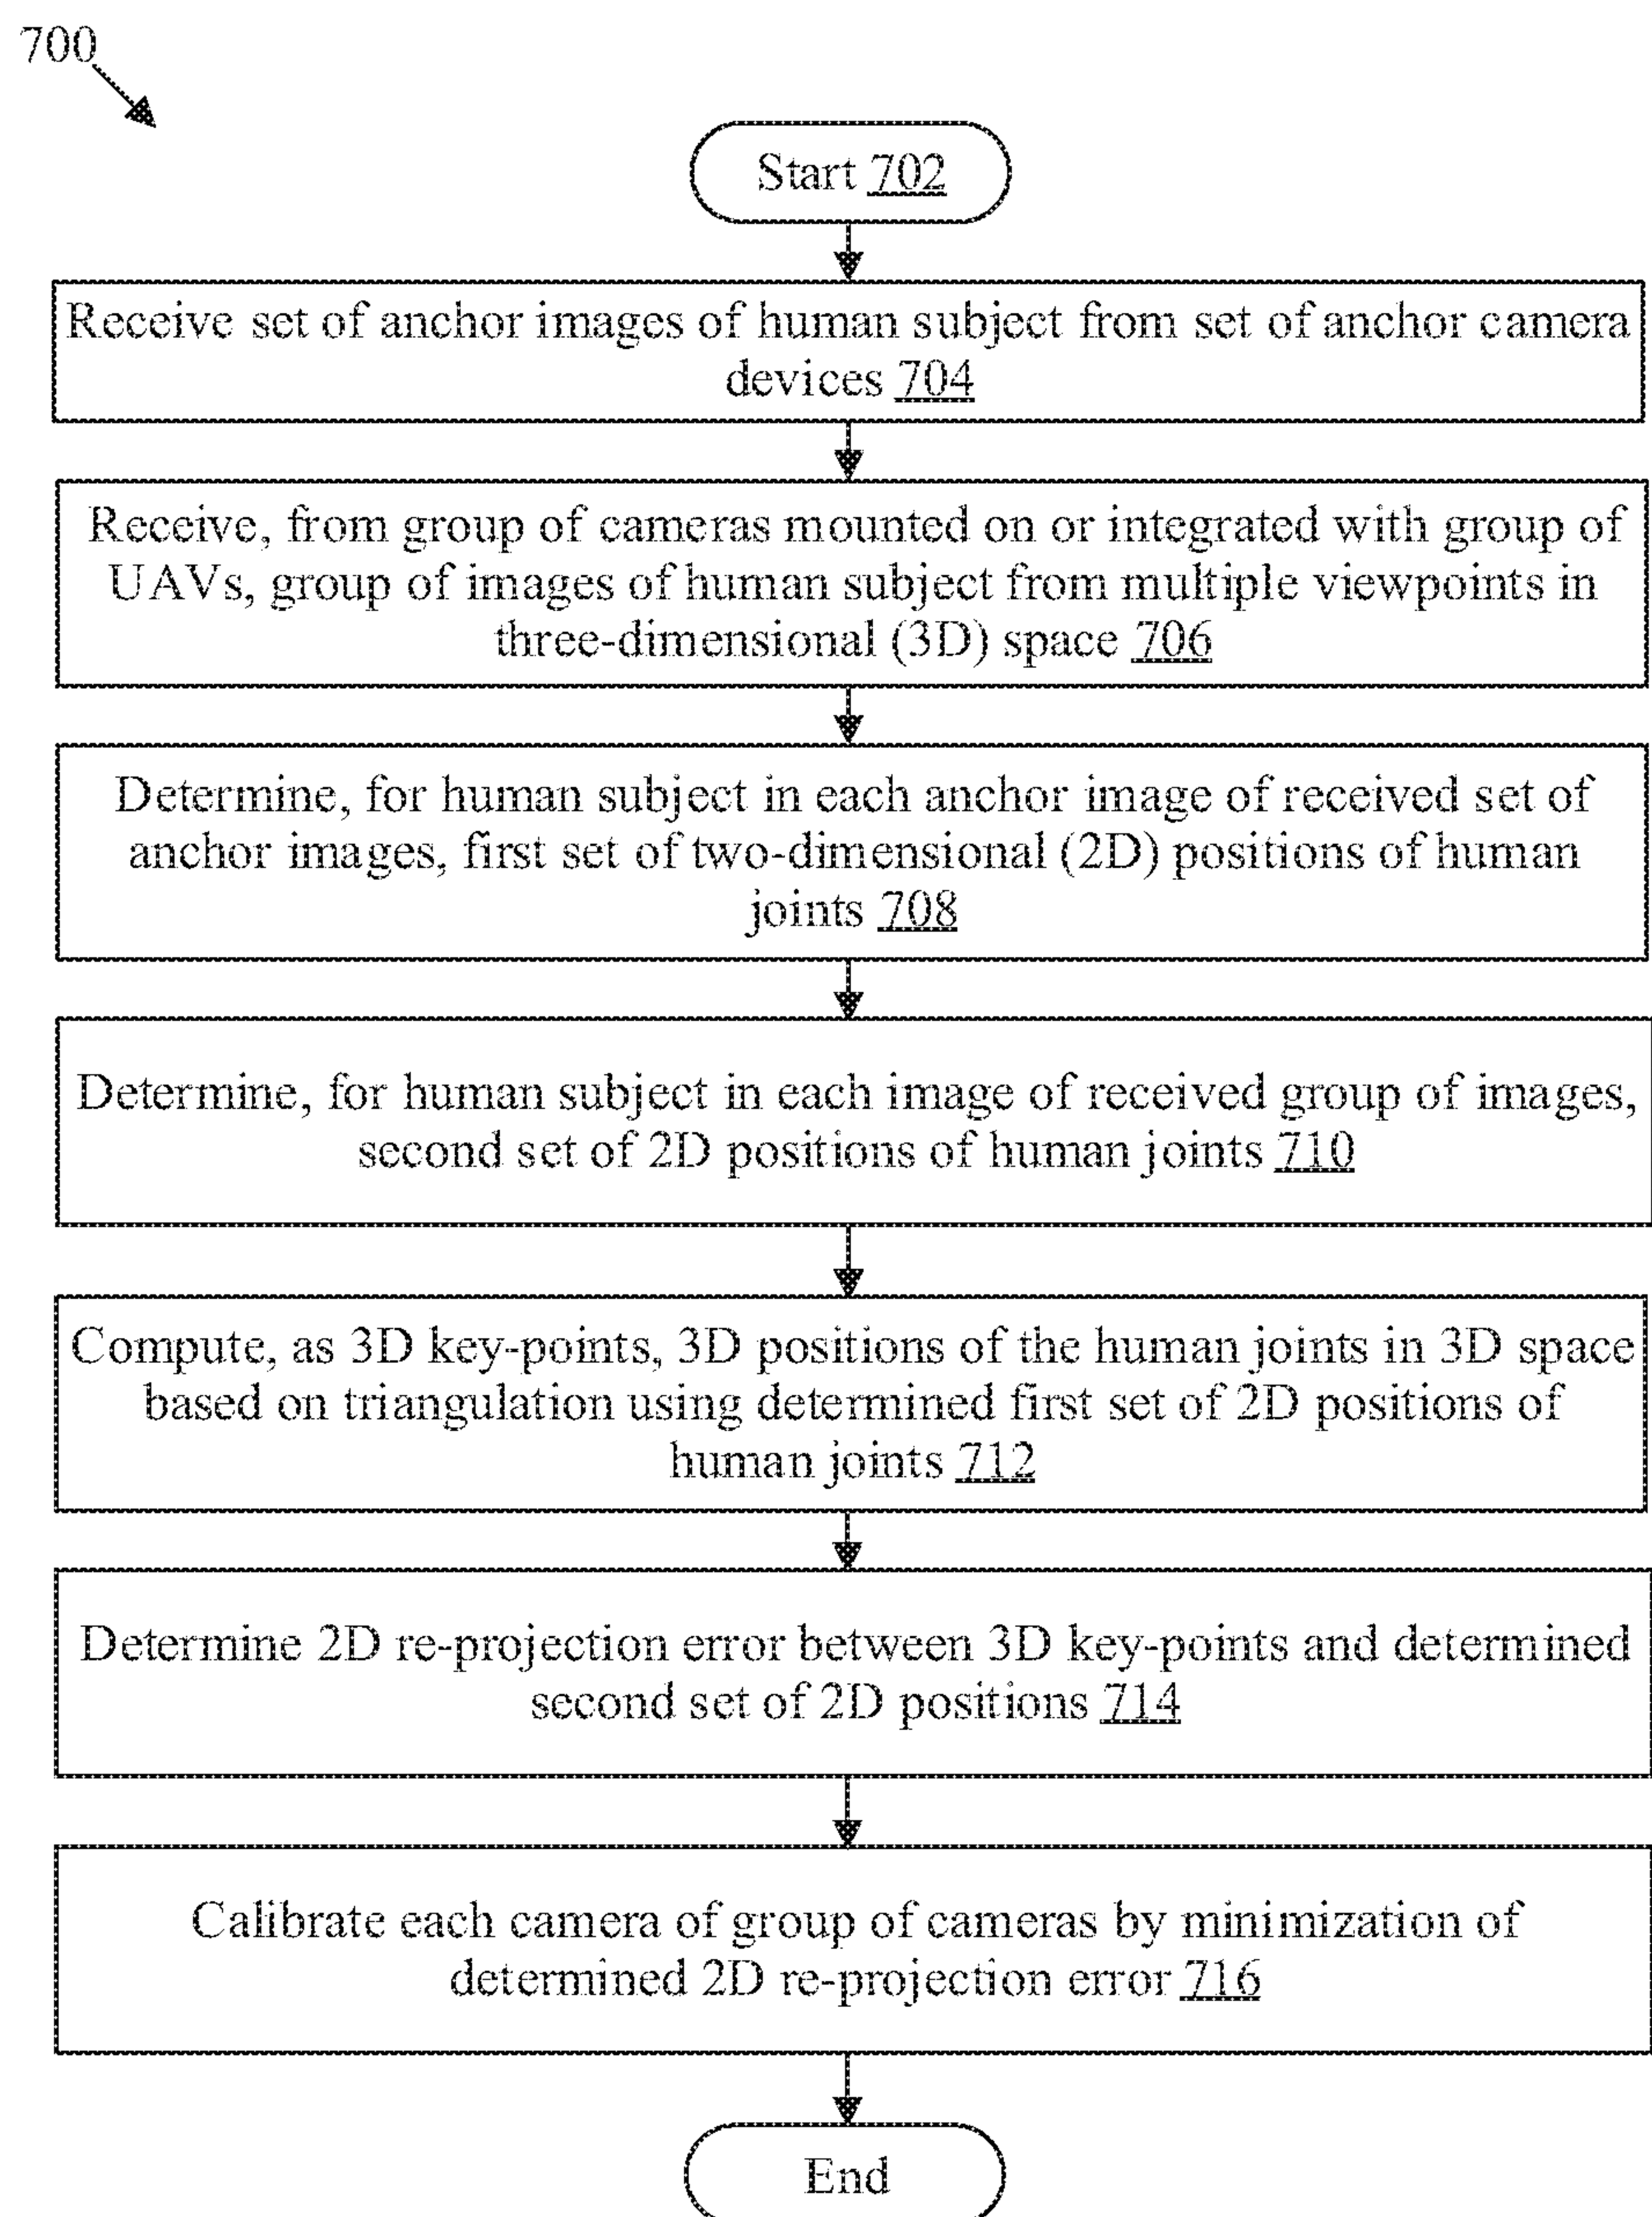 700
Start 702
Receive set of anchor images of human subject from set of anchor camera
devices 704
Receive, from group of cameras mounted on or integrated with group of
UAVs, group of images of human subject from multiple viewpoints in
three-dimensional (3D) space 706
Determine, for human subject in each anchor image of received set of
anchor images, first set of two-dimensional (2D) positions of human
joints 708
Determine, for human subject in each image of received group of images,
second set of 2D positions of human joints 710
Compute, as 3D key-points, 3D positions of the human joints in 3D space
based on triangulation using determined first set of 2D positions of
human joints 712
Determine 2D re-projection error between 3D key-points and determined
second set of 2D positions 714
Calibrate each camera of group of cameras by minimization of
determined 2D re-projection error 716
End